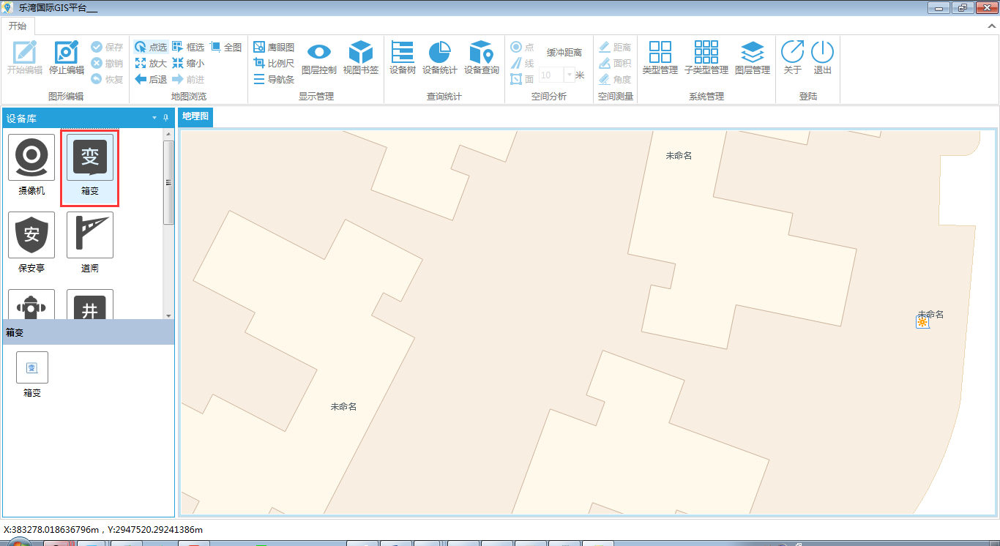 乐湾国际GIS平台__
开始
开始编辑 停止编辑 保存 撤销 恢复
图形编辑
点选 框选 全图
放大 缩小
后退 前进
地图浏览
鹰眼图 比例尺 导航条 图层控制 视图书签
显示管理
设备树 设备统计 设备查询
查询统计
点 线 面 缓冲距离 10 米
空间分析
距离 面积 角度
空间测量
类型管理 子类型管理 图层管理
系统管理
关于 退出
登陆
设备库
地理图
变
摄像机 箱变
安
保安亭 道闸
井
箱变
变
箱变
未命名
未命名
未命名
X:383278.018636796m，Y:2947520.29241386m